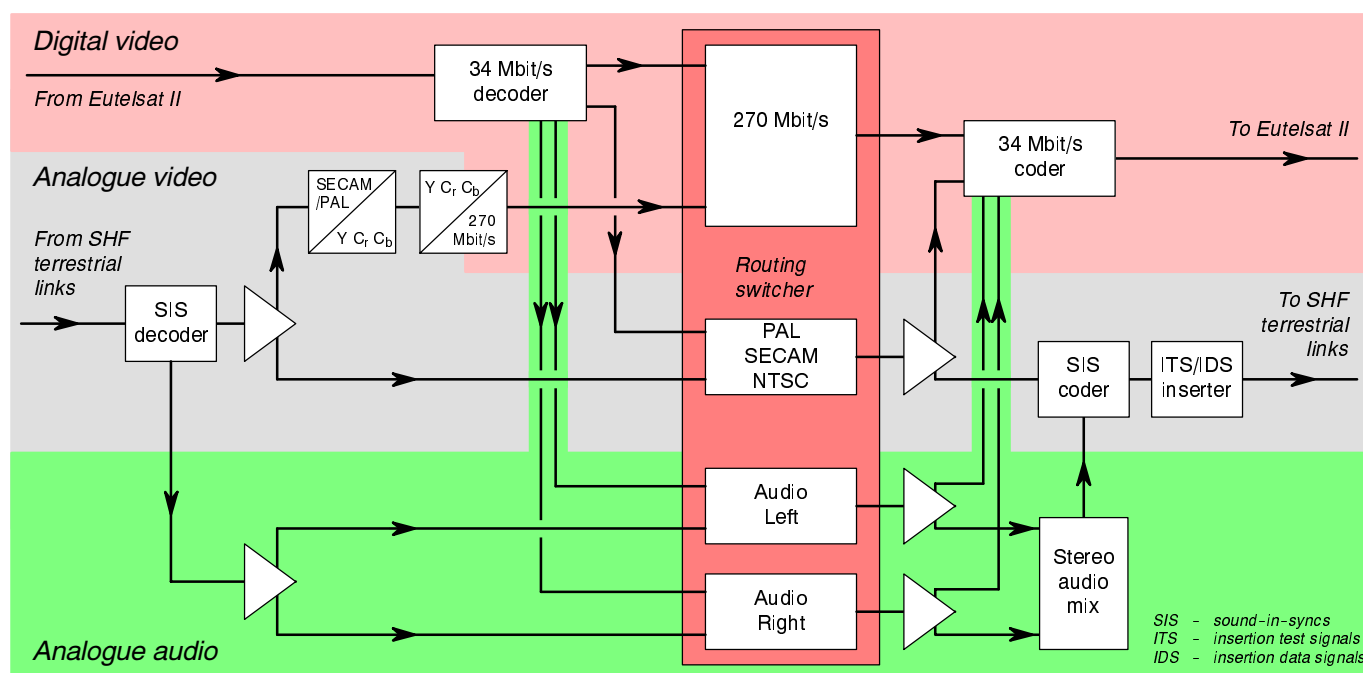 Digital video
From Eutelsat II
34 Mbit/s
decoder
270 Mbit/s
34 Mbit/s
coder
To Eutelsat II
Analogue video
SECAM
/PAL
Y Cr Cb
Y Cr Cb
270
Mbit/s
From SHF
terrestrial
links
SIS
decoder
Routing
switcher
PAL
SECAM
NTSC
To SHF
terrestrial
links
SIS
coder
ITS/IDS
inserter
Audio
Left
Audio
Right
Stereo
audio
mix
Analogue audio
SIS - sound-in-syncs
ITS - insertion test signals
IDS - insertion data signals